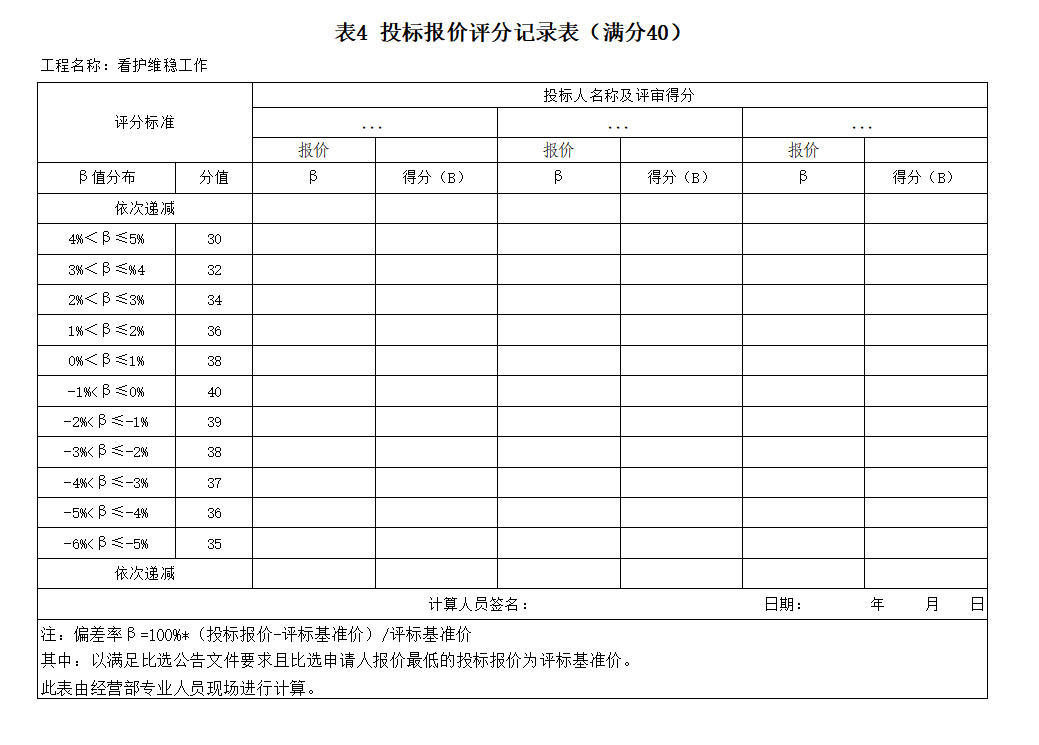 表4 投标报价评分记录表（满分40）
工程名称：看护维稳工作
评分标准 投标人名称及评审得分
... ... ...
报价 报价 报价
β值分布 分值 β 得分（B） β 得分（B） β 得分（B）
依次递减
4%＜β≤5% 30
3%＜β≤%4 32
2%＜β≤3% 34
1%＜β≤2% 36
0%＜β≤1% 38
-1%<β≤0% 40
-2%<β≤-1% 39
-3%<β≤-2% 38
-4%<β≤-3% 37
-5%<β≤-4% 36
-6%<β≤-5% 35
依次递减
计算人员签名： 日期： 年 月 日
注：偏差率β=100%*（投标报价-评标基准价）/评标基准价
其中：以满足比选公告文件要求且比选申请人报价最低的投标报价为评标基准价。
此表由经营部专业人员现场进行计算。